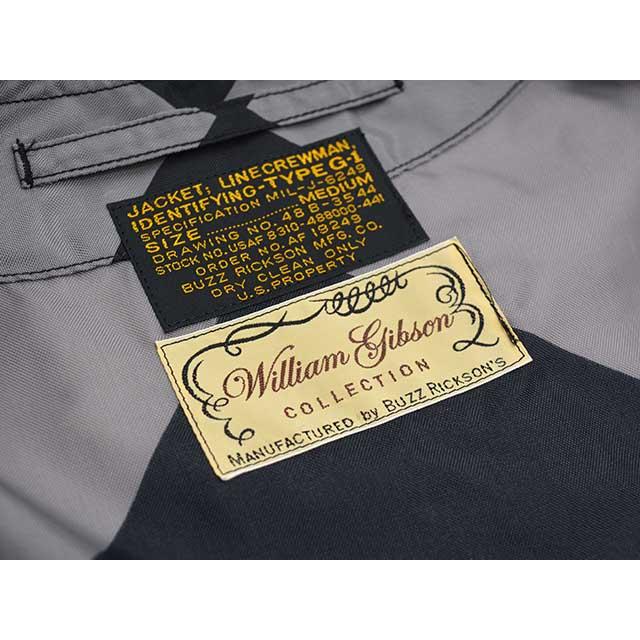 JACKET; LINECREWMAN,
IDENTIFYING-TYPE G-1
SPECIFICATION MIL-J-6249
SIZE ............ MEDIUM
DRAWING NO. 48 B-3544
STOCK NO. USAF 8310-488000-441
ORDER NO. AF 19249
BUZZ RICKSON MFG. CO.
DRY CLEAN ONLY
U.S. PROPERTY
William Gibson
COLLECTION
MANUFACTURED by BUZZ RICKSON'S